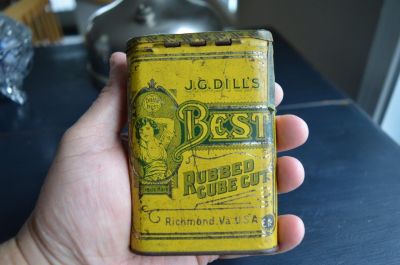 J.G. DILL'S
BEST
RUBBED
CUBE CUT
Richmond, Va. U.S.A.